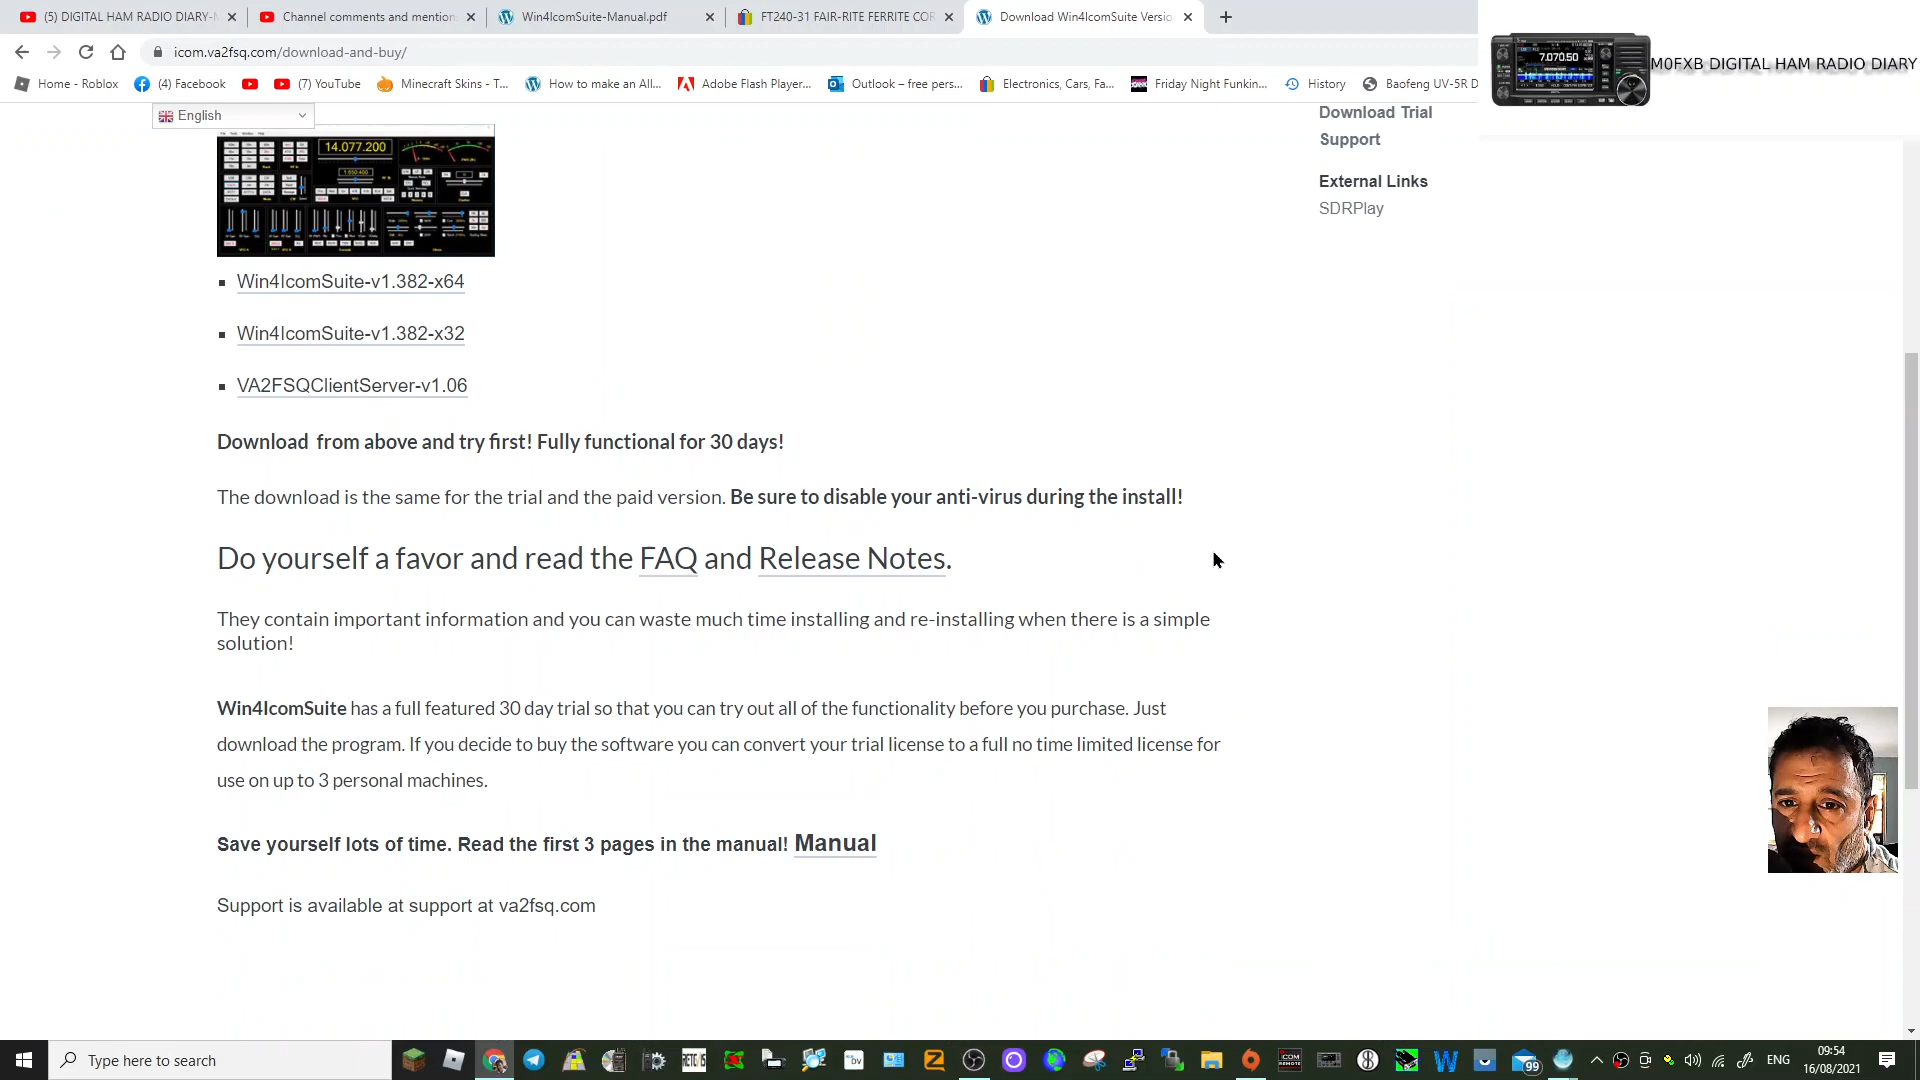 (5) DIGITAL HAM RADIO DIARY-M
Channel comments and mention
Win4IcomSuite-Manual.pdf
FT240-31 FAIR-RITE FERRITE COR
Download Win4IcomSuite Versio
icom.va2fsq.com/download-and-buy/
Home - Roblox
(4) Facebook
(7) YouTube
Minecraft Skins - T...
How to make an All...
Adobe Flash Player...
Outlook – free pers...
Electronics, Cars, Fa...
Friday Night Funkin...
History
Baofeng UV-5R D
7.070.50
M0FXB DIGITAL HAM RADIO DIARY
English
Download Trial
Support
External Links
SDRPlay
14.077.200
Win4IcomSuite-v1.382-x64
Win4IcomSuite-v1.382-x32
VA2FSQClientServer-v1.06
Download from above and try first! Fully functional for 30 days!
The download is the same for the trial and the paid version. Be sure to disable your anti-virus during the install!
Do yourself a favor and read the FAQ and Release Notes.
They contain important information and you can waste much time installing and re-installing when there is a simple
solution!
Win4IcomSuite has a full featured 30 day trial so that you can try out all of the functionality before you purchase. Just
download the program. If you decide to buy the software you can convert your trial license to a full no time limited license for
use on up to 3 personal machines.
Save yourself lots of time. Read the first 3 pages in the manual! Manual
Support is available at support at va2fsq.com
Type here to search
99
ENG
09:54
16/08/2021